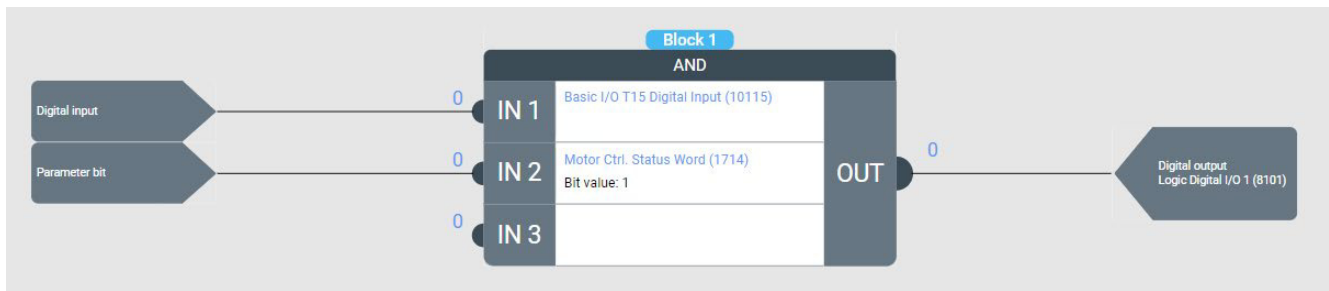 Block 1
AND
Digital input
0
IN 1
Basic I/O T15 Digital Input (10115)
Parameter bit
0
IN 2
Motor Ctrl. Status Word (1714)
Bit value: 1
OUT
0
Digital output
Logic Digital I/O 1 (8101)
0
IN 3